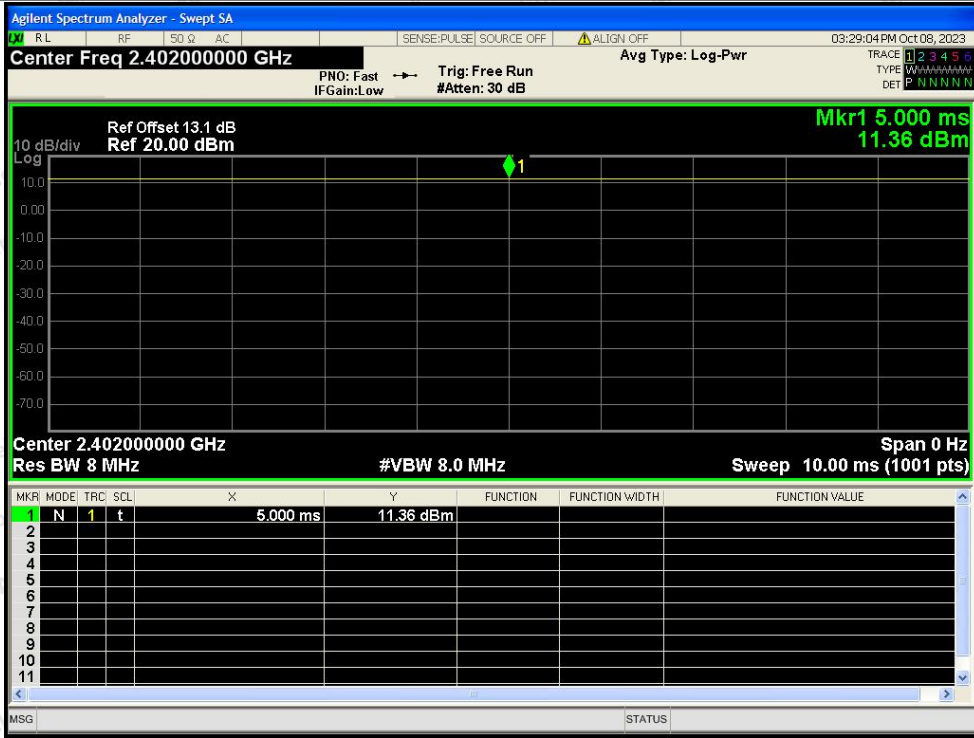 Agilent Spectrum Analyzer - Swept SA
LXI RL RF 50 Ω AC SENSE:PULSE SOURCE OFF ALIGN OFF 03:29:04 PM Oct 08, 2023
Center Freq 2.402000000 GHz
PNO: Fast
IFGain:Low
Trig: Free Run
#Atten: 30 dB
Avg Type: Log-Pwr
TRACE 1 2 3 4 5 6
TYPE WWWWWW
DET P N N N N N
Mkr1 5.000 ms
11.36 dBm
Ref Offset 13.1 dB
10 dB/div Ref 20.00 dBm
Log
1
10.0
0.00
-10.0
-20.0
-30.0
-40.0
-50.0
-60.0
-70.0
Center 2.402000000 GHz Span 0 Hz
Res BW 8 MHz #VBW 8.0 MHz Sweep 10.00 ms (1001 pts)
MKR MODE TRC SCL X Y FUNCTION FUNCTION WIDTH FUNCTION VALUE
1 N 1 t 5.000 ms 11.36 dBm
2
3
4
5
6
7
8
9
10
11
MSG STATUS